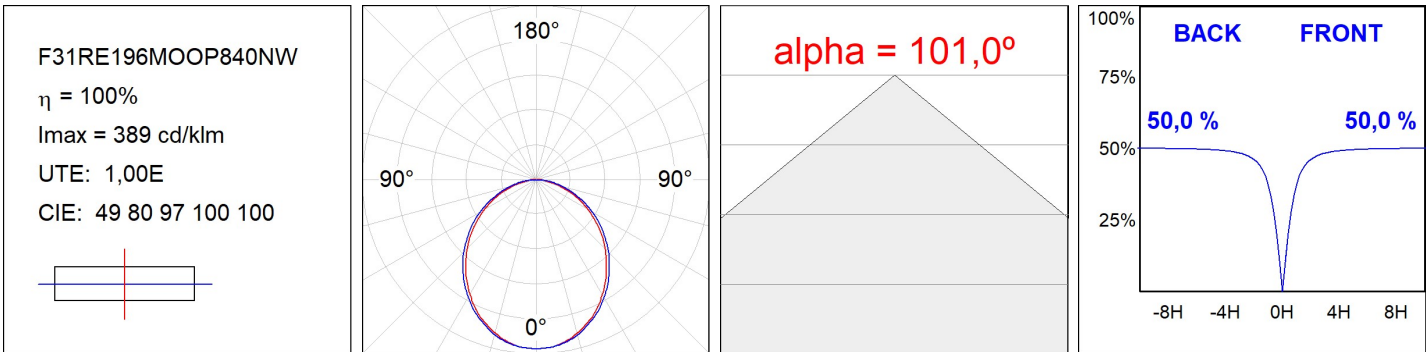 F31RE196MOOP840NW
η = 100%
Imax = 389 cd/klm
UTE: 1,00E
CIE: 49 80 97 100 100
180°
90° 90°
0°
alpha = 101,0º
100%
BACK FRONT
75%
50,0 % 50,0 %
50%
25%
-8H -4H 0H 4H 8H